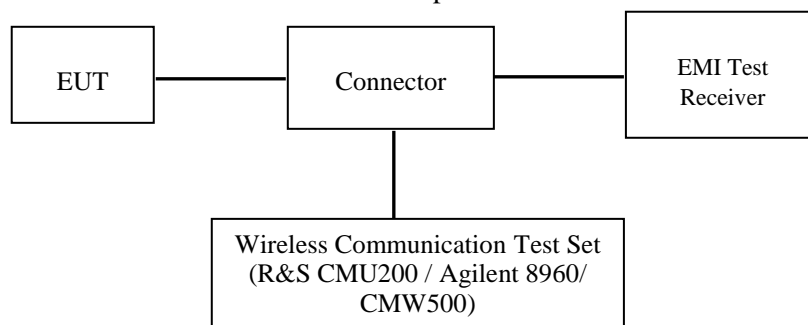 EUT
Connector
EMI Test
Receiver
Wireless Communication Test Set
(R&S CMU200 / Agilent 8960/
CMW500)